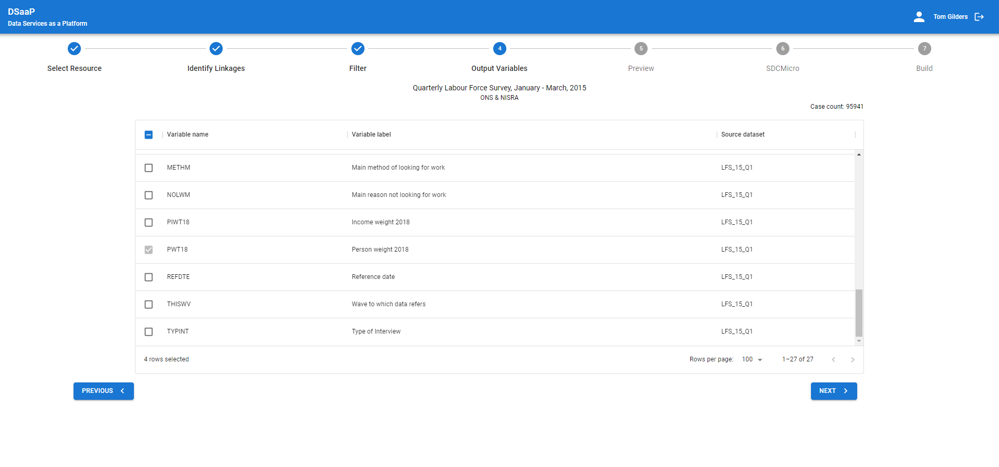 DSaaP
Data Services as a Platform
Tom Gilders
4
5
6
7
Select Resource
Identify Linkages
Filter
Output Variables
Preview
SDCMicro
Build
Quarterly Labour Force Survey, January - March, 2015
ONS & NISRA
Case count: 95941
Variable name Variable label Source dataset
METHM Main method of looking for work LFS_15_Q1
NOLWM Main reason not looking for work LFS_15_Q1
PIWT18 Income weight 2018 LFS_15_Q1
PWT18 Person weight 2018 LFS_15_Q1
REFDTE Reference date LFS_15_Q1
THISWV Wave to which data refers LFS_15_Q1
TYPINT Type of Interview LFS_15_Q1
4 rows selected Rows per page: 100 1–27 of 27
PREVIOUS NEXT